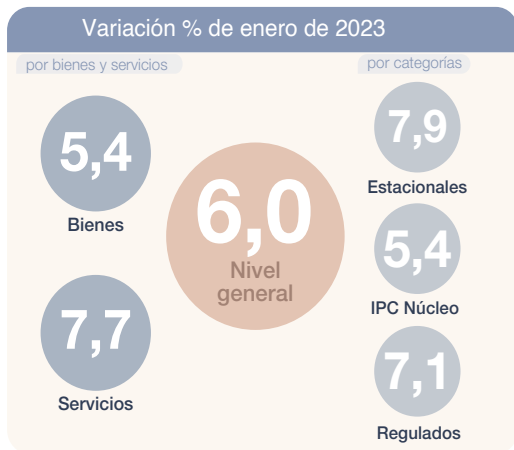 Variación % de enero de 2023
por bienes y servicios
por categorías
5,4
Bienes
7,7
Servicios
6,0
Nivel
general
7,9
Estacionales
5,4
IPC Núcleo
7,1
Regulados